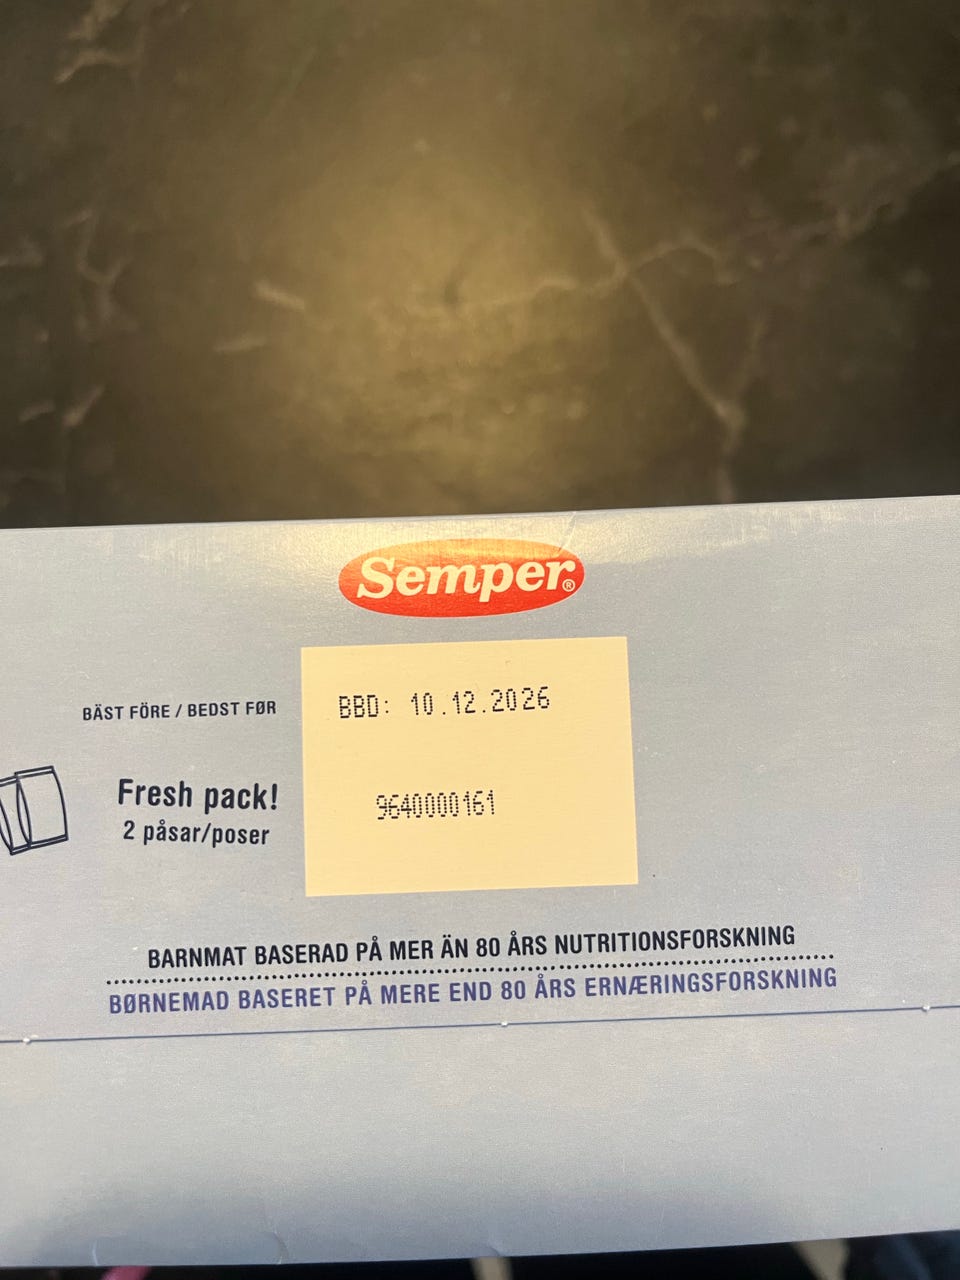 Semper®
BÄST FÖRE / BEDST FØR
BBD: 10.12.2026
Fresh pack!
2 påsar/poser
9640000161
BARNMAT BASERAD PÅ MER ÄN 80 ÅRS NUTRITIONSFORSKNING
BØRNEMAD BASERET PÅ MERE END 80 ÅRS ERNÆRINGSFORSKNING